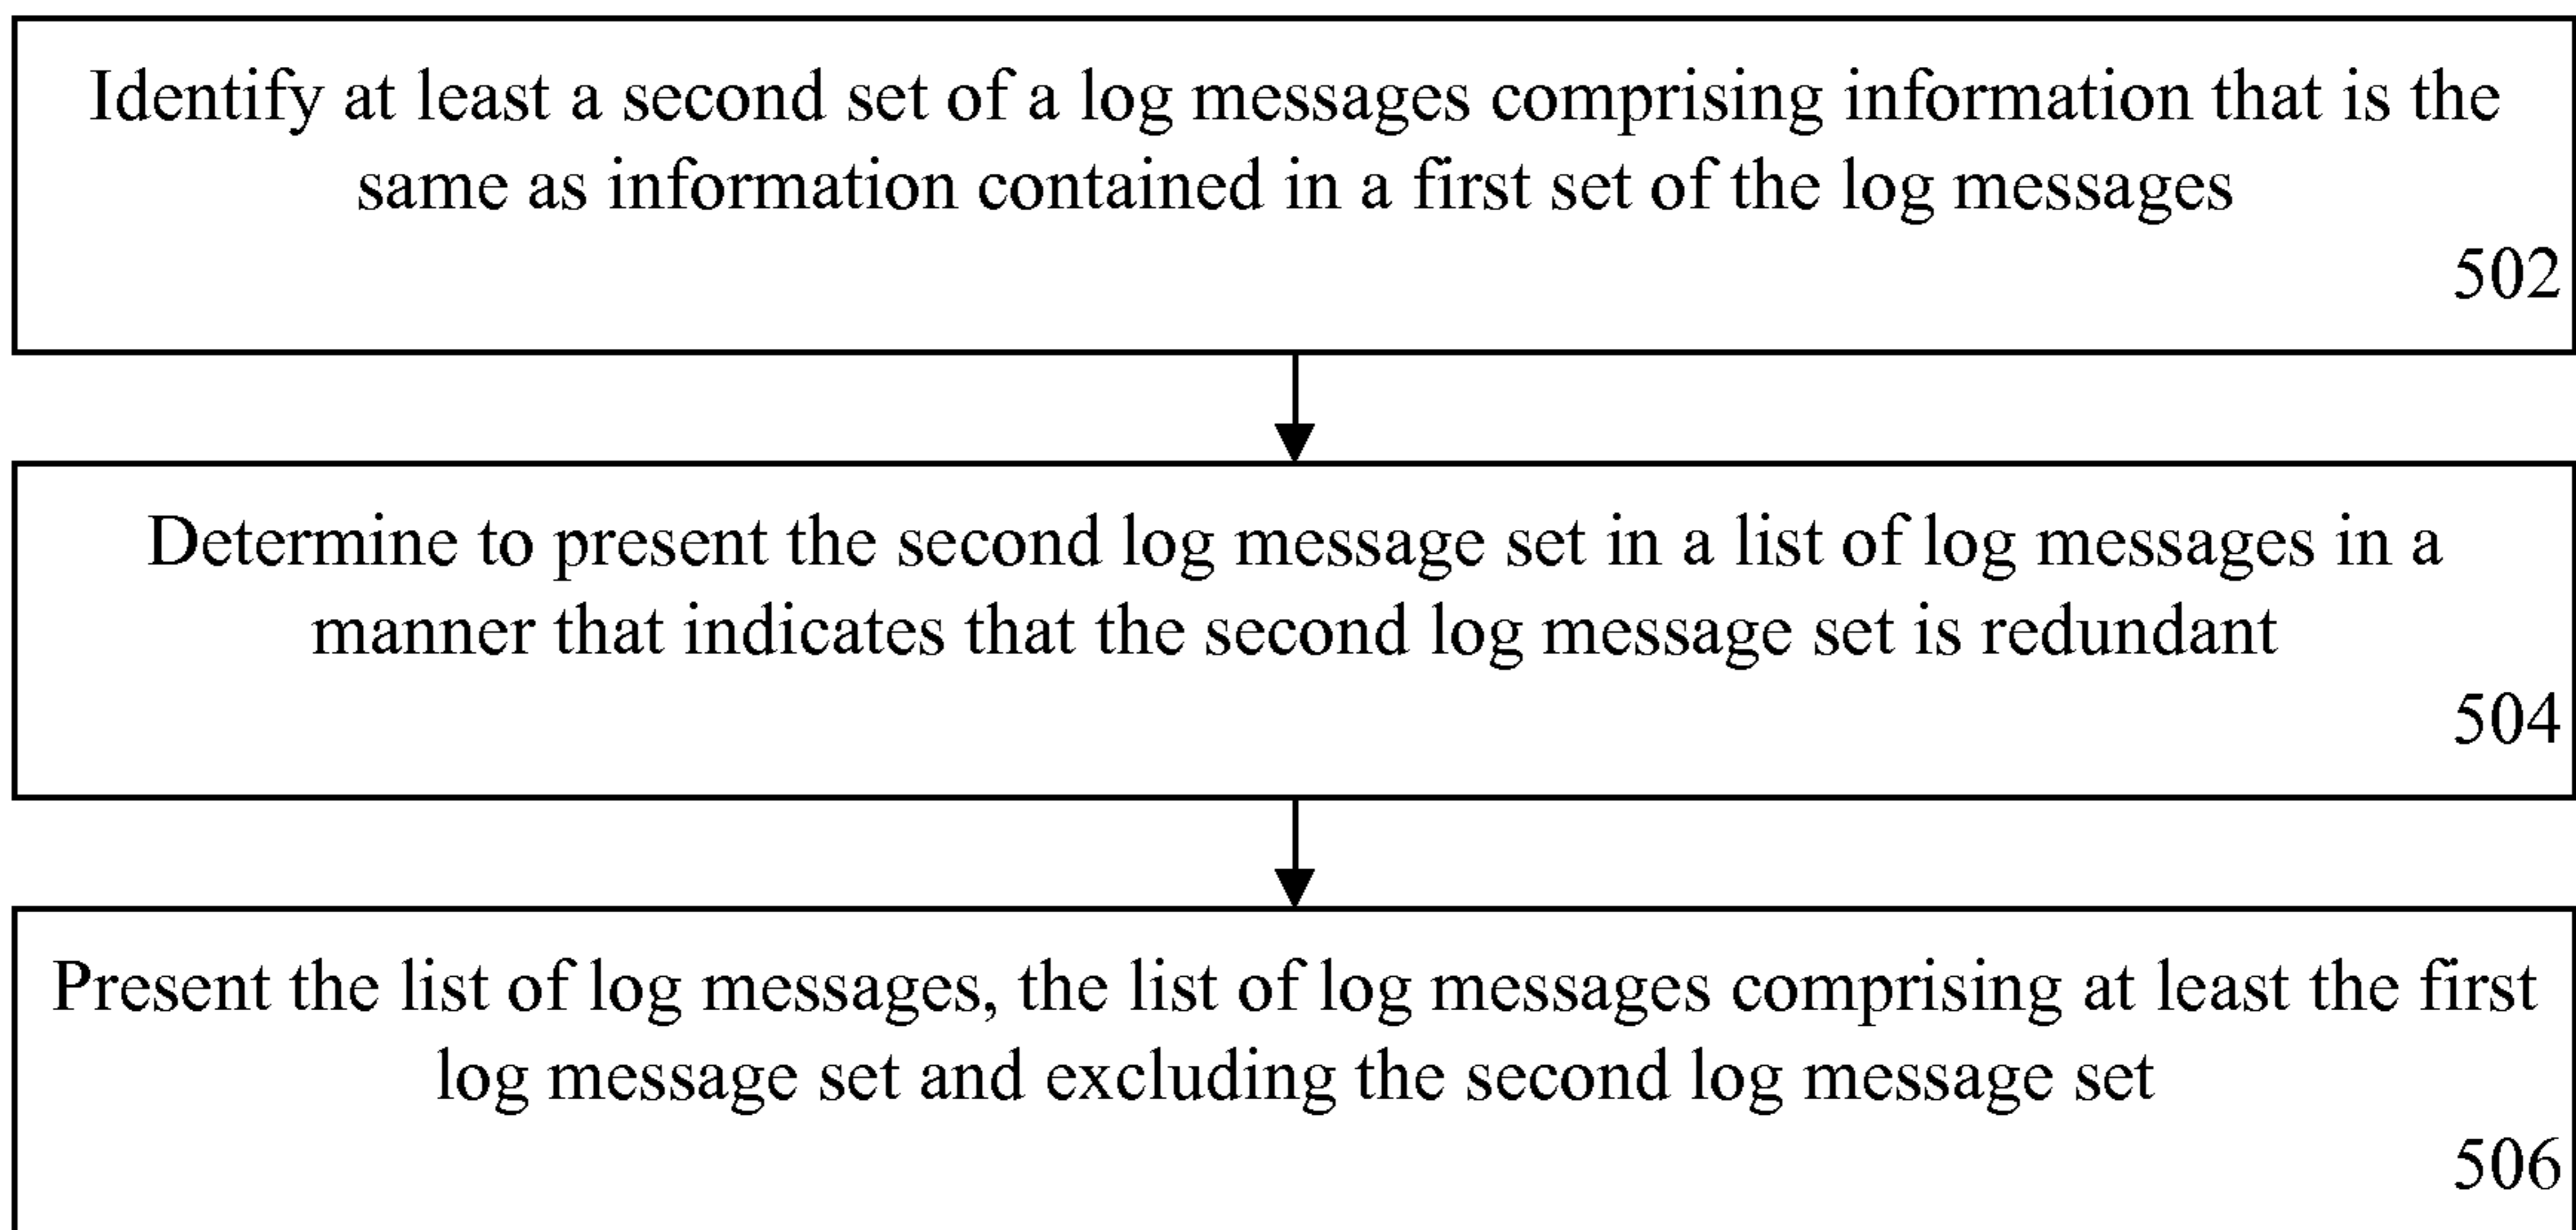 Identify at least a second set of a log messages comprising information that is the
same as information contained in a first set of the log messages
502
Determine to present the second log message set in a list of log messages in a
manner that indicates that the second log message set is redundant
504
Present the list of log messages, the list of log messages comprising at least the first
log message set and excluding the second log message set
506